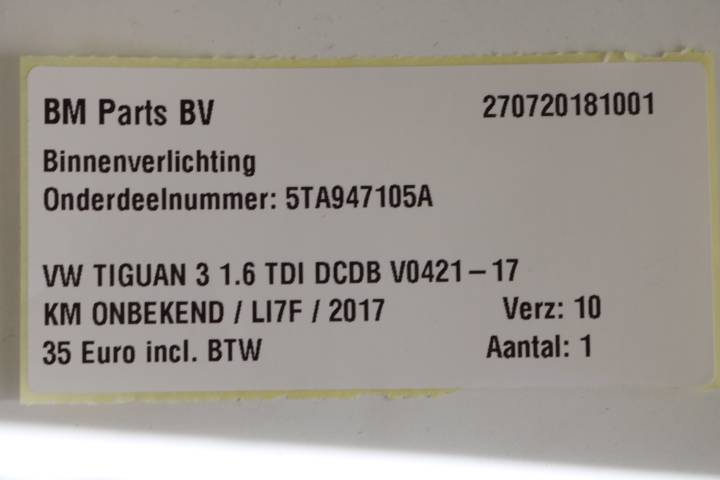 BM Parts BV 270720181001
Binnenverlichting
Onderdeelnummer: 5TA947105A
VW TIGUAN 3 1.6 TDI DCDB V0421-17
KM ONBEKEND / LI7F / 2017 Verz: 10
35 Euro incl. BTW Aantal: 1